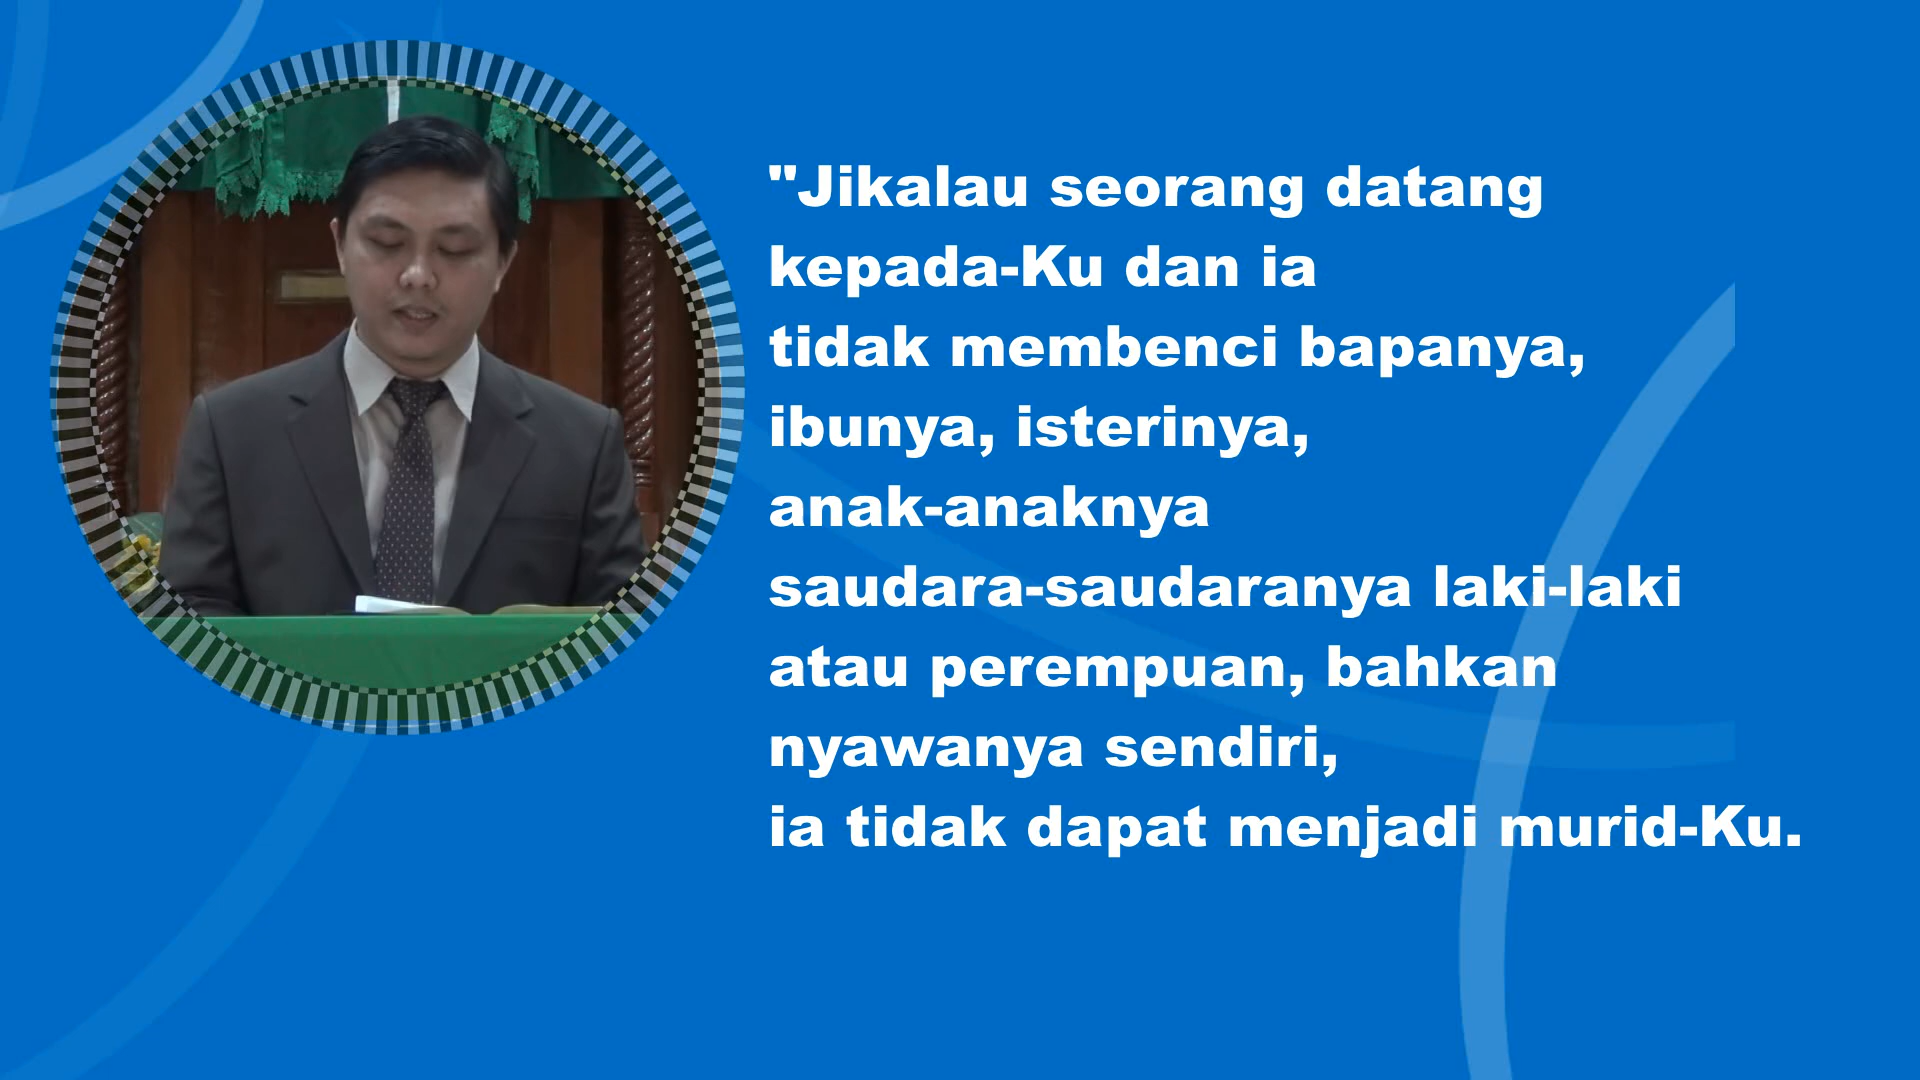 "Jikalau seorang datang
kepada-Ku dan ia
tidak membenci bapanya,
ibunya, isterinya,
anak-anaknya
saudara-saudaranya laki-laki
atau perempuan, bahkan
nyawanya sendiri,
ia tidak dapat menjadi murid-Ku.